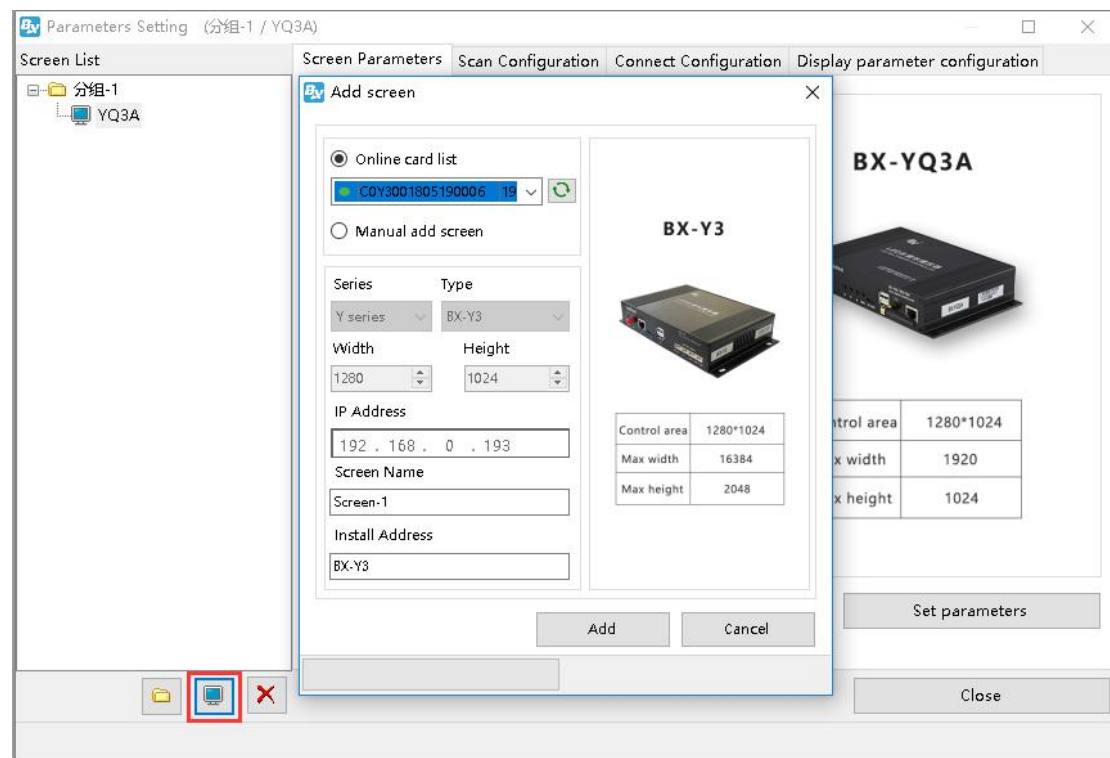 Parameters Setting (分组-1 / YQ3A)
Screen List
Screen Parameters Scan Configuration Connect Configuration Display parameter configuration
分组-1
YQ3A
Add screen
Online card list
C0Y3001805190006 19
Manual add screen
Series Type
Y series BX-Y3
Width Height
1280 1024
IP Address
192 . 168 . 0 . 193
Screen Name
Screen-1
Install Address
BX-Y3
BX-Y3
Control area 1280*1024
Max width 16384
Max height 2048
Add Cancel
BX-YQ3A
ntrol area 1280*1024
x width 1920
x height 1024
Set parameters
Close